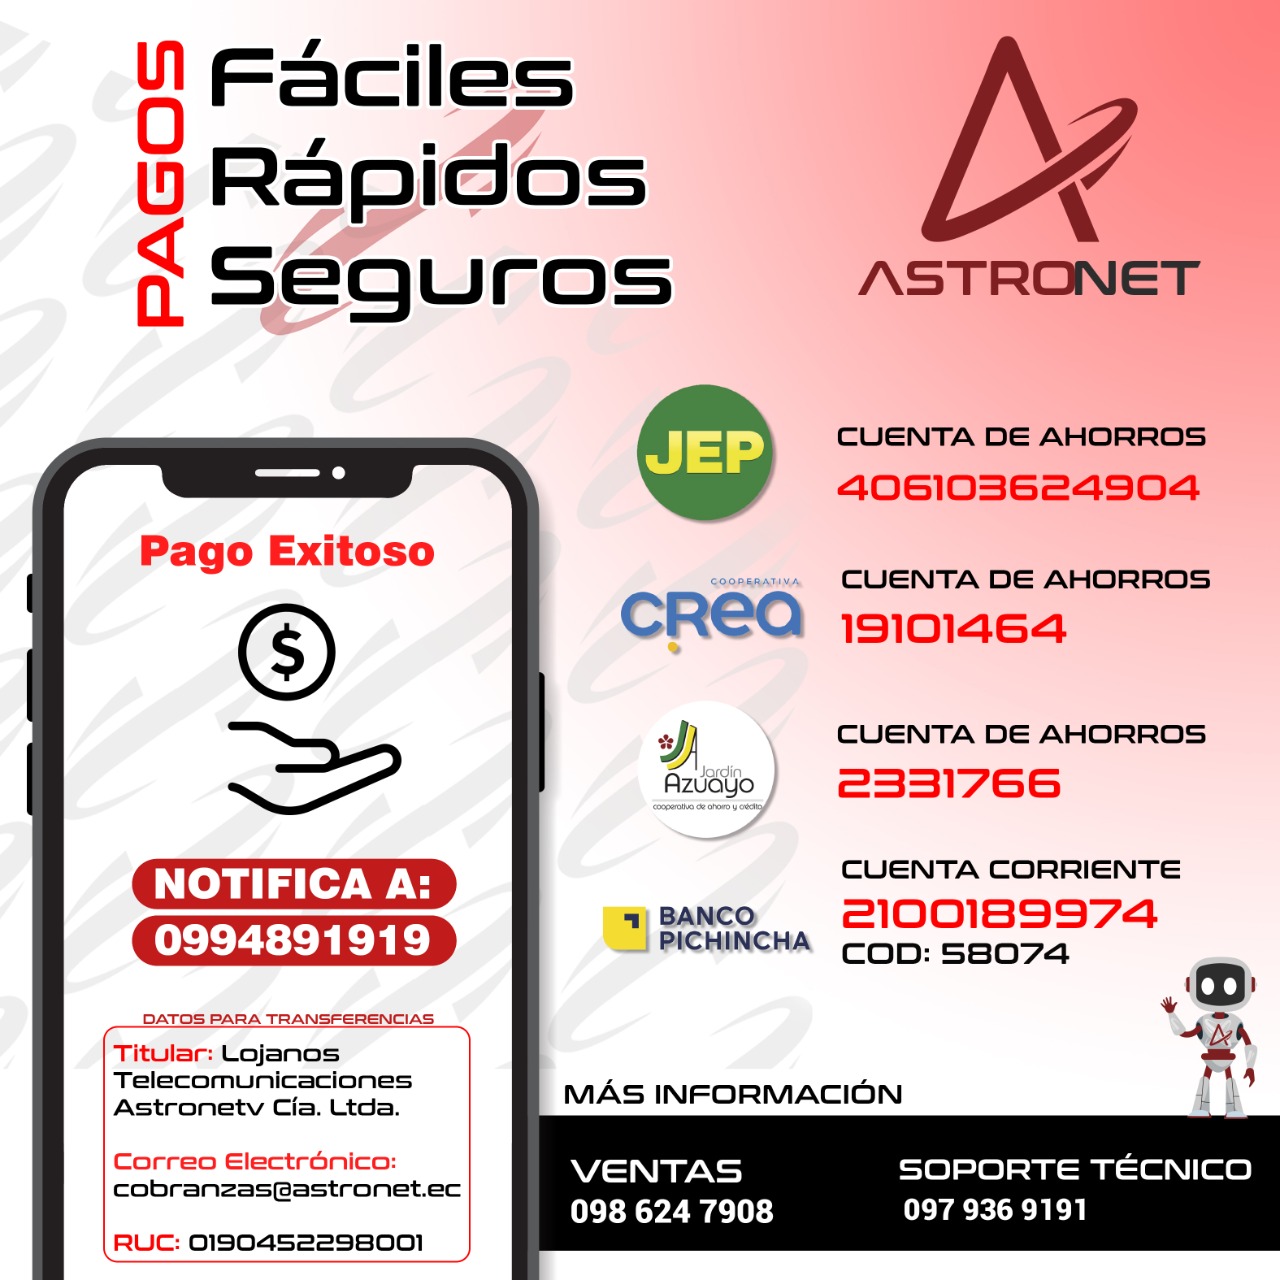 PAGOS
Fáciles
Rápidos
Seguros
ASTRONET
JEP
CUENTA DE AHORROS
406103624904
COOPERATIVA
crea
CUENTA DE AHORROS
19101464
Jardín
Azuayo
cooperativa de ahorro y crédito
CUENTA DE AHORROS
2331766
BANCO
PICHINCHA
CUENTA CORRIENTE
2100189974
COD: 58074
Pago Exitoso
$
NOTIFICA A:
0994891919
DATOS PARA TRANSFERENCIAS
Titular: Lojanos
Telecomunicaciones
Astronetv Cía. Ltda.
Correo Electrónico:
cobranzas@astronet.ec
RUC: 0190452298001
MÁS INFORMACIÓN
VENTAS
098 624 7908
SOPORTE TÉCNICO
097 936 9191